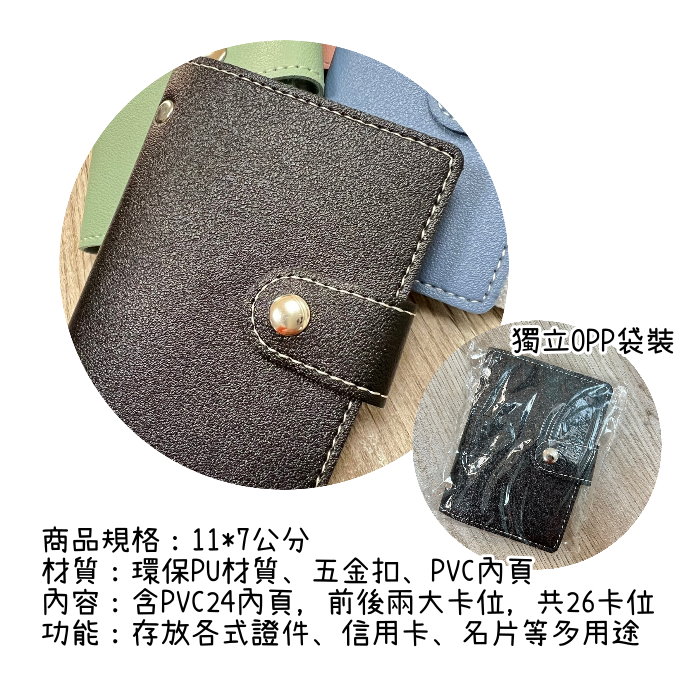 獨立OPP袋裝
商品規格：11*7公分
材質：環保PU材質、五金扣、PVC內頁
內容：含PVC24內頁, 前後兩大卡位, 共26卡位
功能：存放各式證件、信用卡、名片等多用途